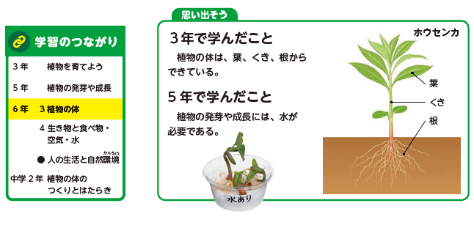 学習のつながり
3年 植物を育てよう
5年 植物の発芽や成長
6年 3 植物の体
4 生き物と食べ物・
空気・水
● 人の生活と自然環境
かんきょう
中学2年 植物の体の
つくりとはたらき
思い出そう
3年で学んだこと
植物の体は、葉、くき、根から
できている。
5年で学んだこと
植物の発芽や成長には、水が
必要である。
水あり
ホウセンカ
葉
くき
根